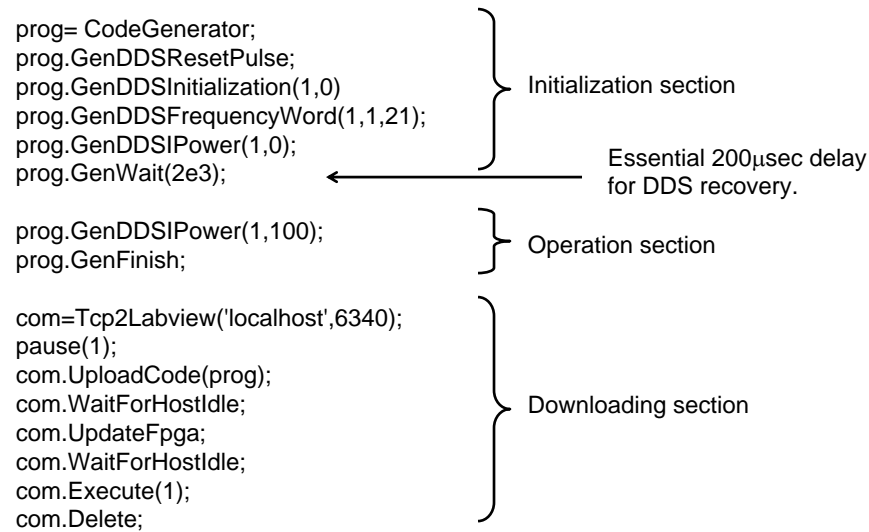 prog= CodeGenerator;
prog.GenDDSResetPulse;
prog.GenDDSInitialization(1,0)
prog.GenDDSFrequencyWord(1,1,21);
prog.GenDDSIPower(1,0);
prog.GenWait(2e3);
Initialization section
Essential 200μsec delay
for DDS recovery.
prog.GenDDSIPower(1,100);
prog.GenFinish;
Operation section
com=Tcp2Labview('localhost',6340);
pause(1);
com.UploadCode(prog);
com.WaitForHostIdle;
com.UpdateFpga;
com.WaitForHostIdle;
com.Execute(1);
com.Delete;
Downloading section